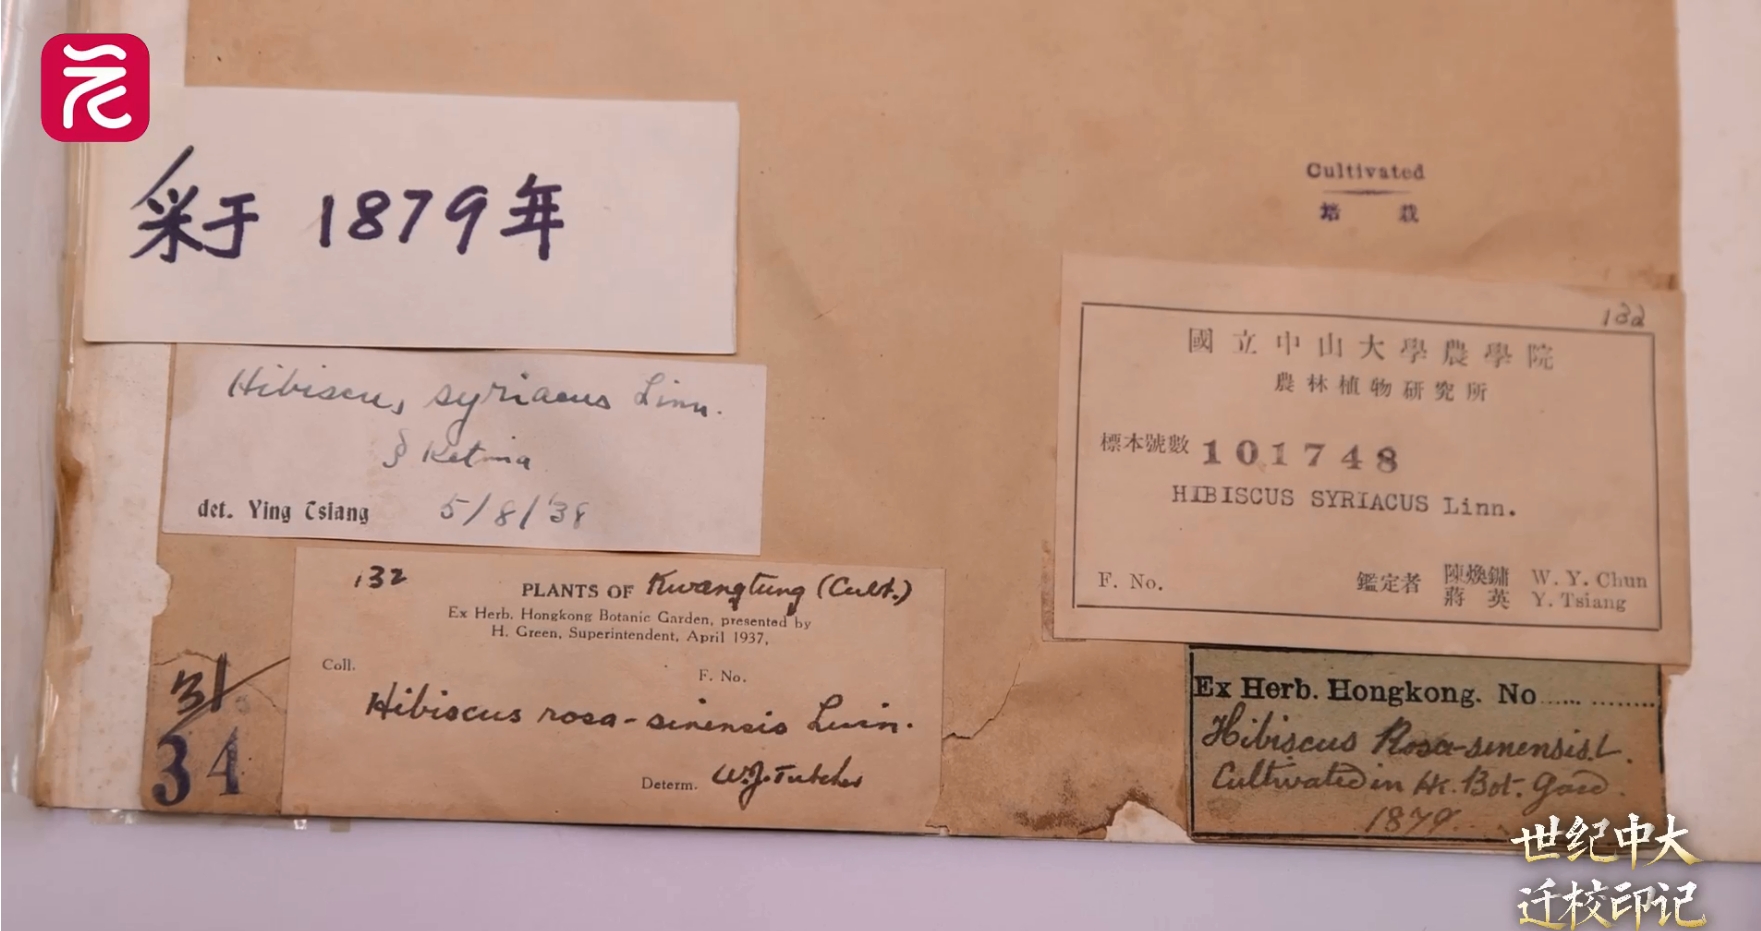 采于 1879年
Cultivated
培 栽
132
國立中山大學農學院
農林植物研究所
標本號數 101748
HIBISCUS SYRIACUS Linn.
F. No.
鑑定者 陳煥鏞 W. Y. Chun
蔣 英 Y. Tsiang
Hibiscus syriacus Linn.
det. Ying Tsiang 5/8/38
132
PLANTS OF Kwangtung (Cult.)
Ex Herb. Hongkong Botanic Garden, presented by
H. Green, Superintendent, April 1937,
Coll.
F. No.
Hibiscus rosa-sinensis Linn.
Determ. W.J. Tutcher
31
34
Ex Herb. Hongkong. No...............
Hibiscus Rosa-sinensis L.
Cultivated in Hk. Bot. Gard.
1879.
世纪中大
迁校印记